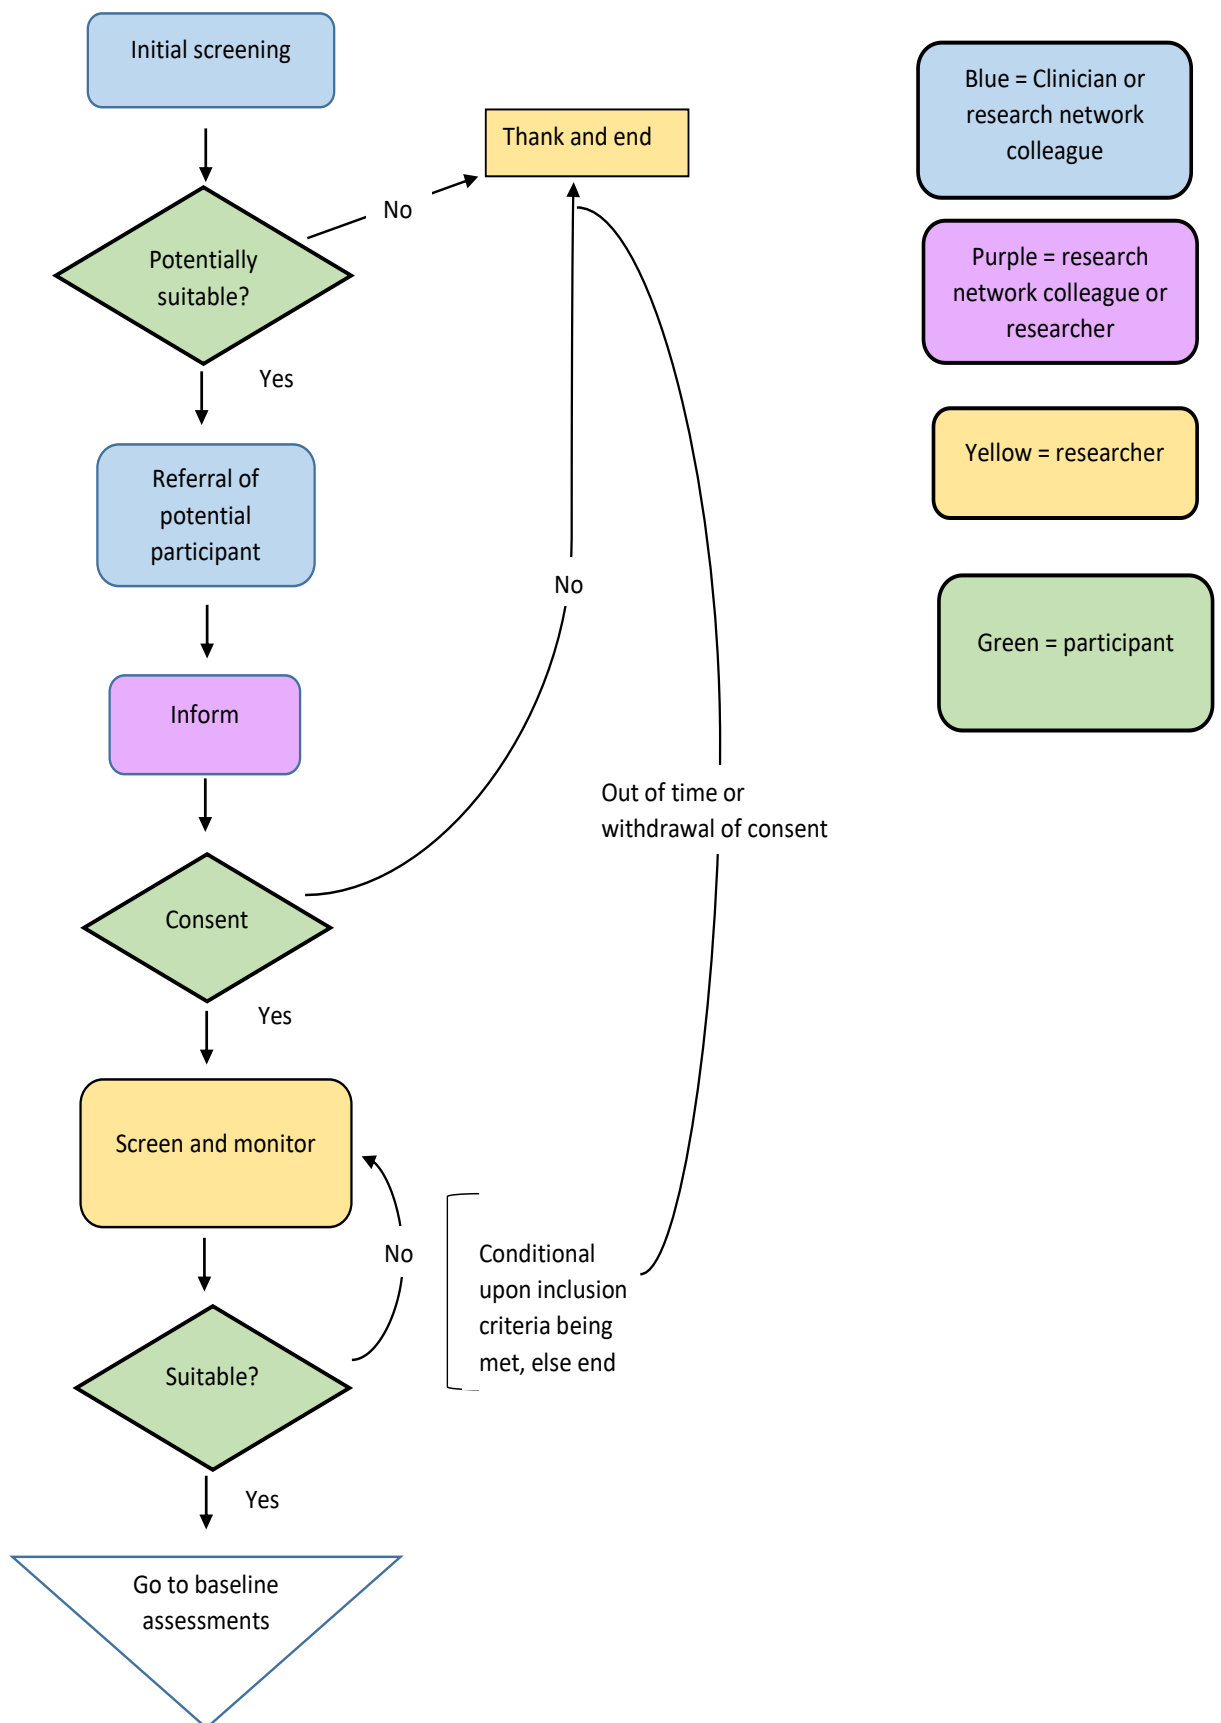 Initial screening
Thank and end
No
Potentially
suitable?
Yes
Referral of
potential
participant
No
Inform
Out of time or
withdrawal of consent
Consent
Yes
Screen and monitor
No
Conditional
upon inclusion
criteria being
met, else end
Suitable?
Yes
Go to baseline
assessments
Blue = Clinician or
research network
colleague
Purple = research
network colleague or
researcher
Yellow = researcher
Green = participant